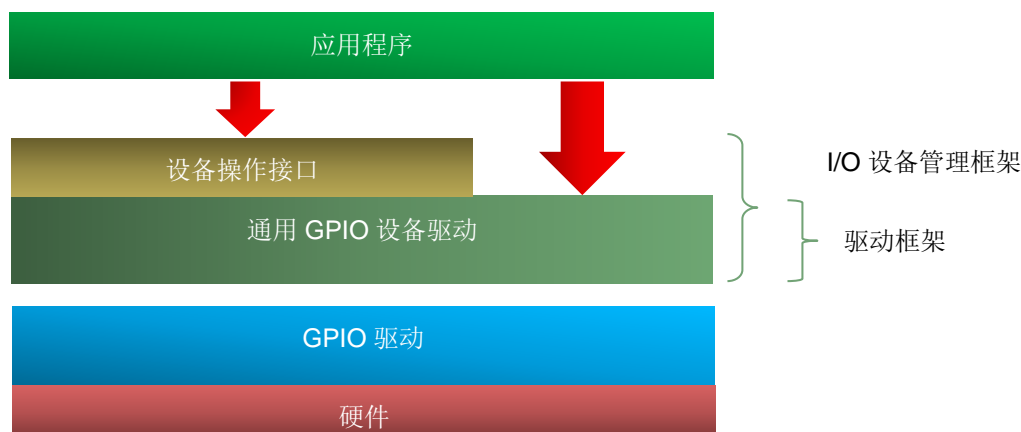 应用程序
设备操作接口
I/O 设备管理框架
通用 GPIO 设备驱动
驱动框架
GPIO 驱动
硬件